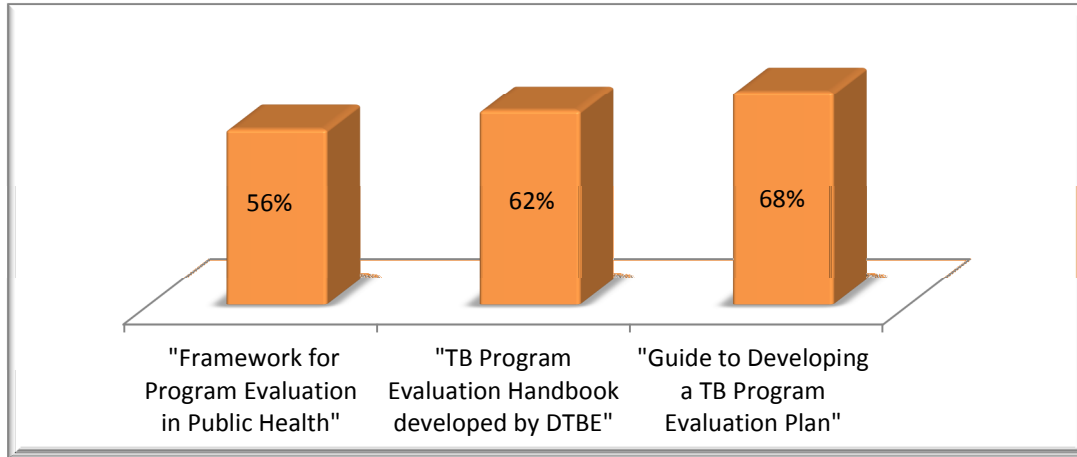 56%
62%
68%
"Framework for
Program Evaluation
in Public Health"
"TB Program
Evaluation Handbook
developed by DTBE"
"Guide to Developing
a TB Program
Evaluation Plan"